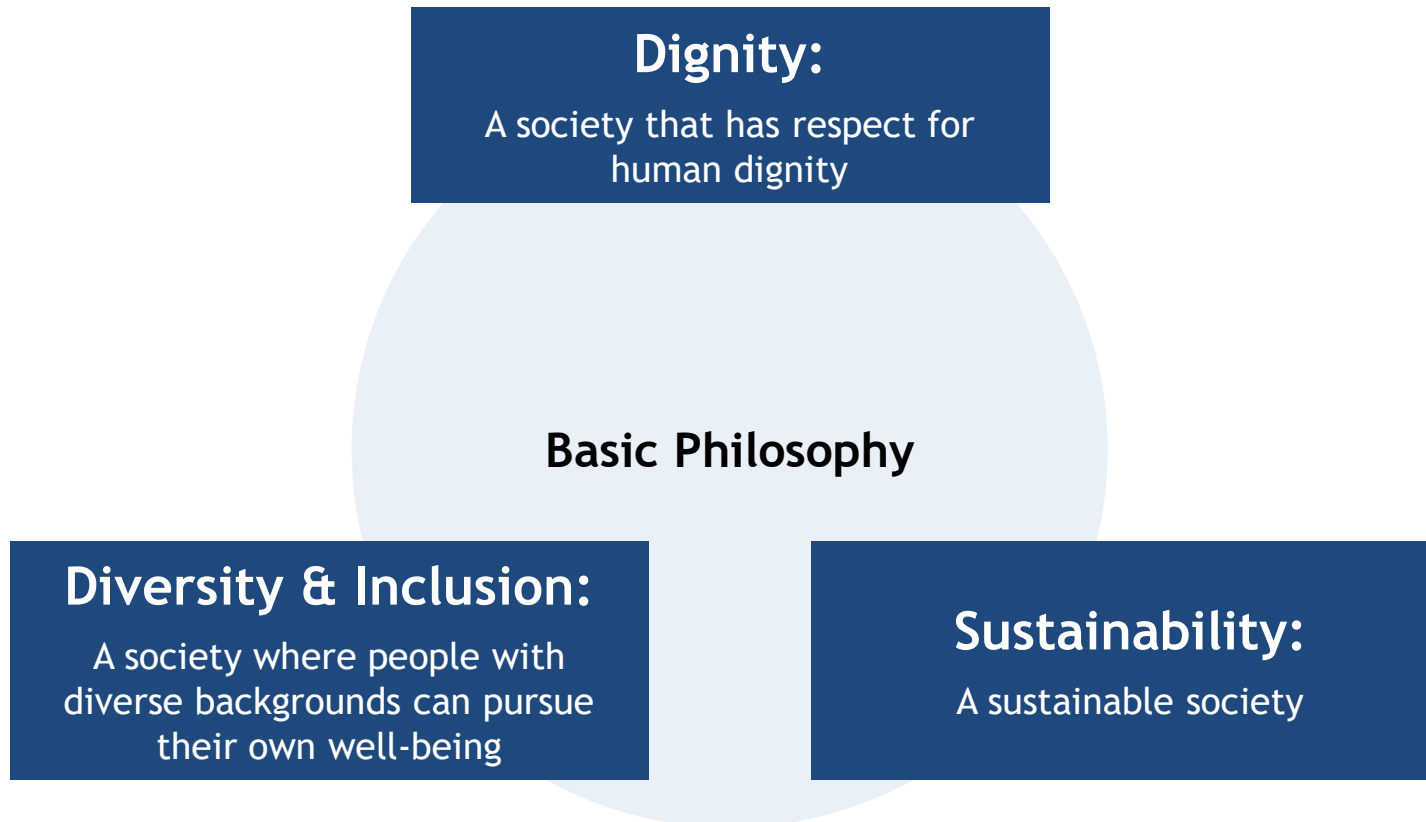 Dignity:
A society that has respect for
human dignity
Basic Philosophy
Diversity & Inclusion:
A society where people with
diverse backgrounds can pursue
their own well-being
Sustainability:
A sustainable society